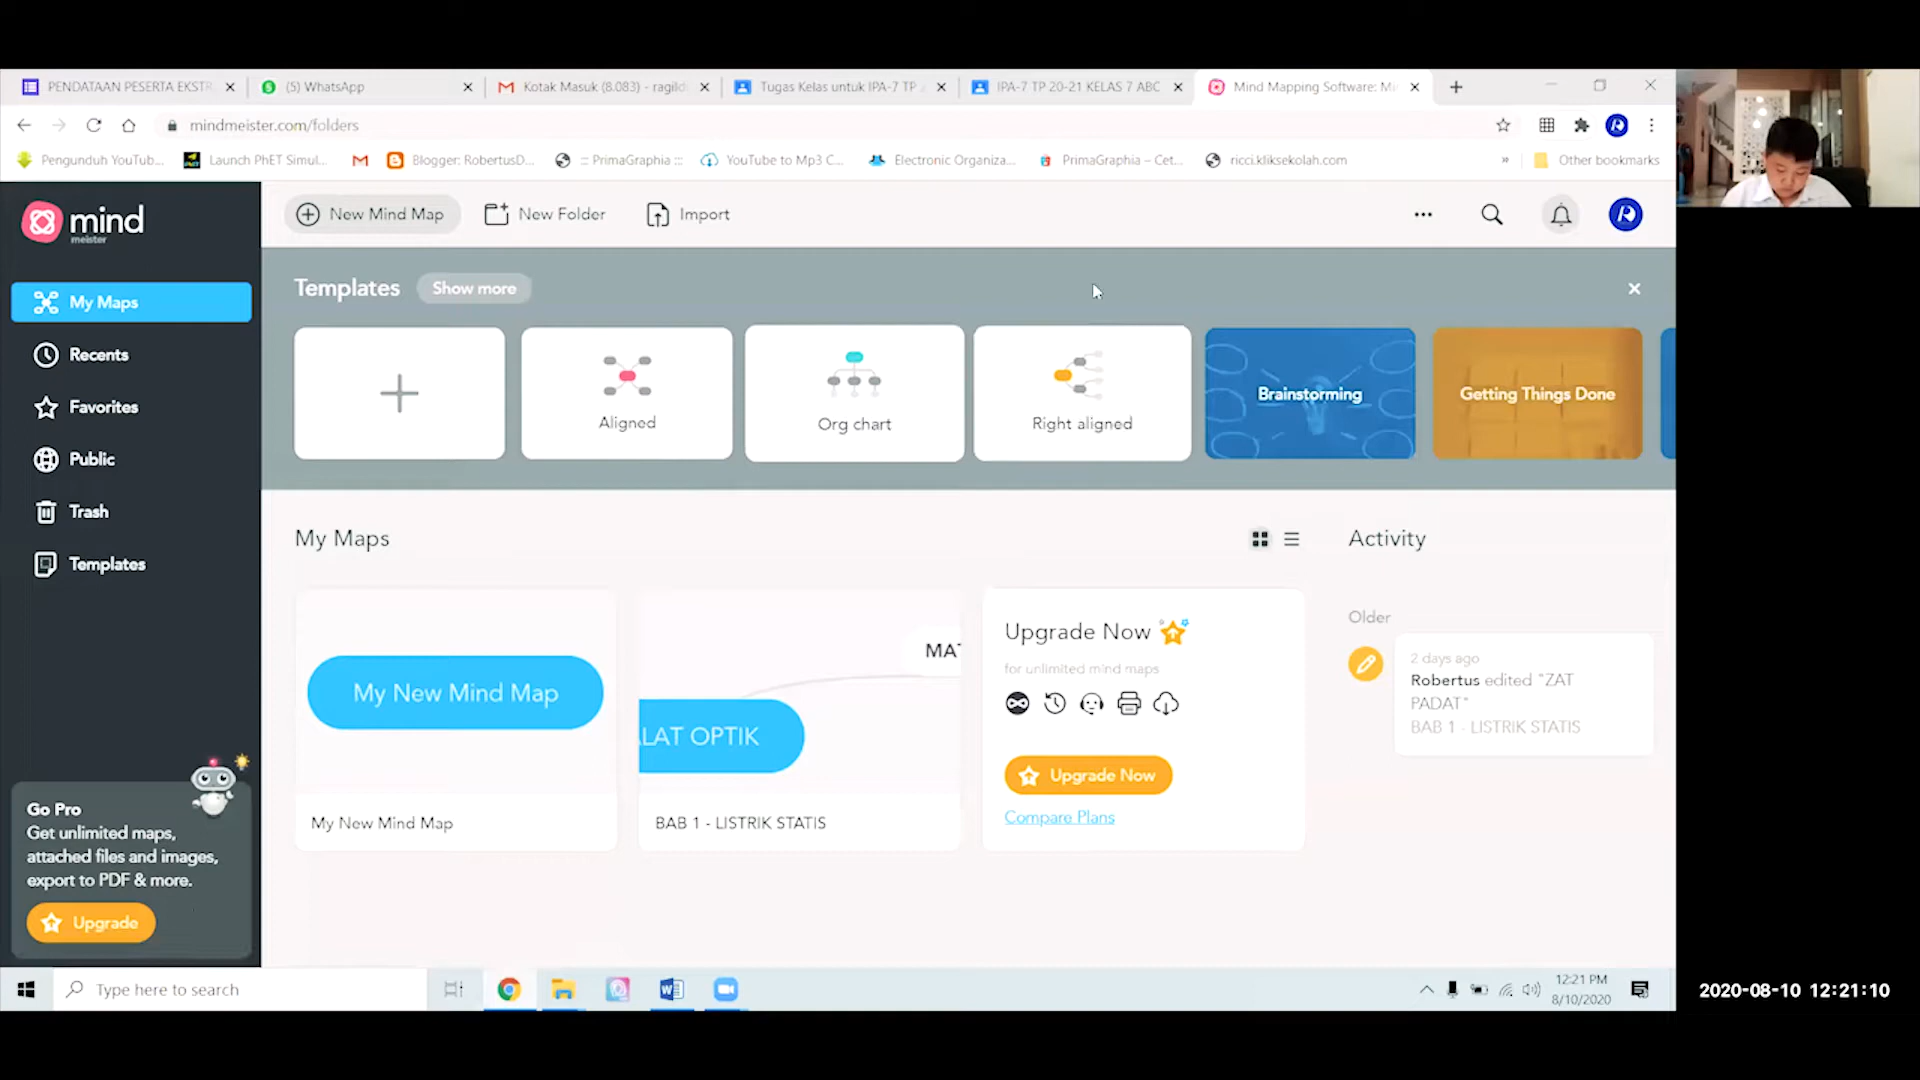 PENDATAAN PESERTA EKSTR
(5) WhatsApp
Kotak Masuk (8.083) - ragild
Tugas Kelas untuk IPA-7 TP 2
IPA-7 TP 20-21 KELAS 7 ABC
Mind Mapping Software: Mi
mindmeister.com/folders
Pengunduh YouTub...
Launch PhET Simul...
Blogger: RobertusD...
:: PrimaGraphia ::
YouTube to Mp3 C...
Electronic Organiza...
PrimaGraphia – Cet...
ricci.kliksekolah.com
»
Other bookmarks
mind
meister
New Mind Map
New Folder
Import
My Maps
Recents
Favorites
Public
Trash
Templates
Templates
Show more
Aligned
Org chart
Right aligned
Brainstorming
Getting Things Done
My Maps
My New Mind Map
My New Mind Map
MAT
LAT OPTIK
BAB 1 - LISTRIK STATIS
Upgrade Now
for unlimited mind maps
Upgrade Now
Compare Plans
Activity
Older
2 days ago
Robertus edited "ZAT
PADAT"
BAB 1 - LISTRIK STATIS
Go Pro
Get unlimited maps,
attached files and images,
export to PDF & more.
Upgrade
Type here to search
12:21 PM
8/10/2020
2020-08-10 12:21:10